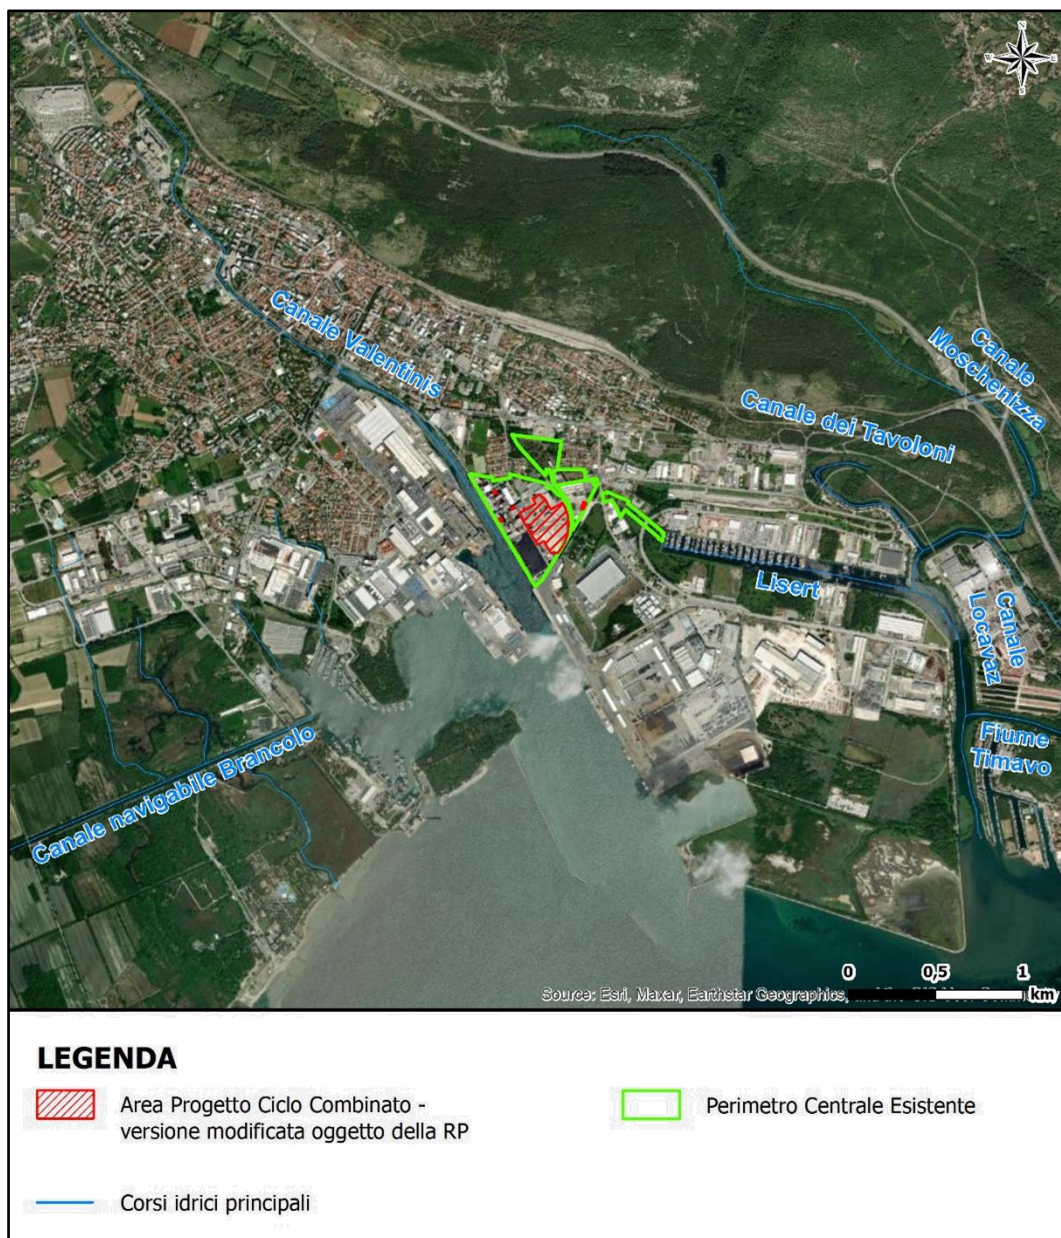 N
W
E
S
Canale Valentinis
Canale
Moschenizza
Canale dei Tavoloni
Lisert
Canale
Locavaz
Fiume
Timavo
Canale navigabile Brancolo
0 0,5 1
km
Source: Esri, Maxar, Earthstar Geographics,
LEGENDA
Area Progetto Ciclo Combinato -
versione modificata oggetto della RP
Perimetro Centrale Esistente
Corsi idrici principali